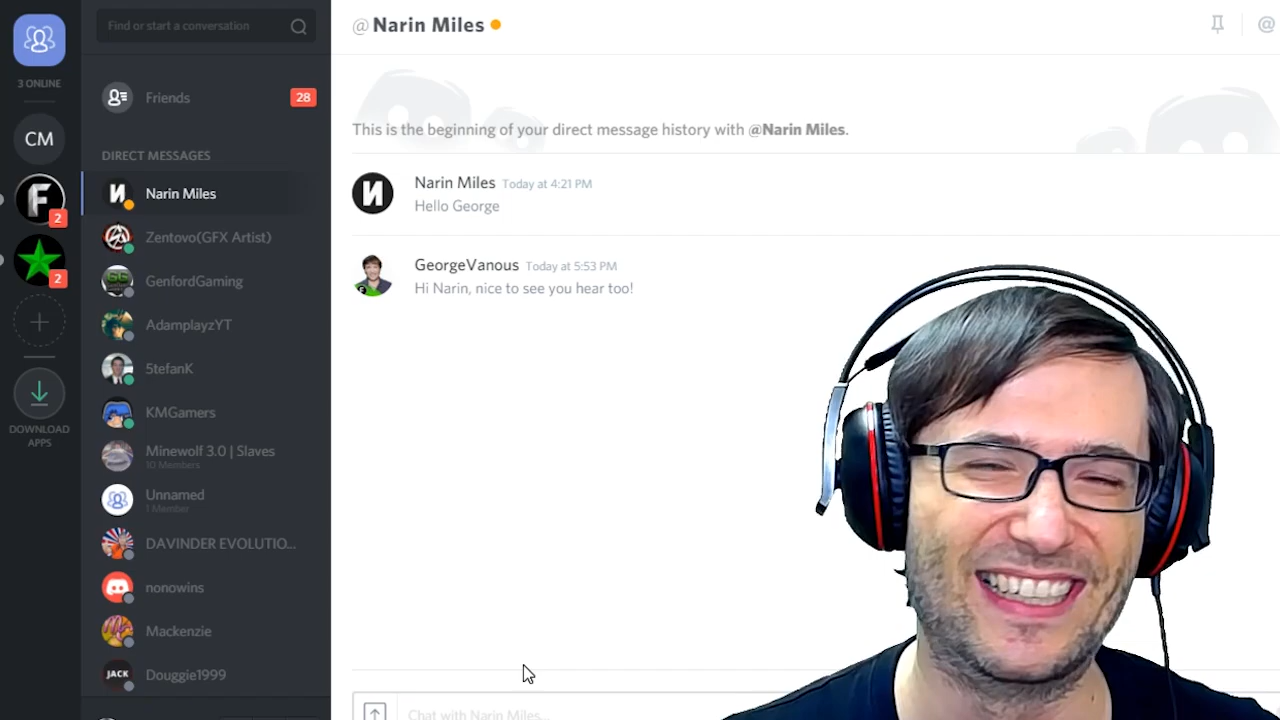 Find or start a conversation
@Narin Miles
3 ONLINE
Friends
28
CM
This is the beginning of your direct message history with @Narin Miles.
DIRECT MESSAGES
Narin Miles
Narin Miles Today at 4:21 PM
Hello George
F
2
Zentovo(GFX Artist)
2
GenfordGaming
GeorgeVanous Today at 5:53 PM
Hi Narin, nice to see you hear too!
AdamplayzYT
StefanK
DOWNLOAD
APPS
KMGamers
Minewolf 3.0 | Slaves
10 Members
Unnamed
1 Member
DAVINDER EVOLUTIO...
nonowins
Mackenzie
JACK
Douggie1999
Chat with Narin Miles...